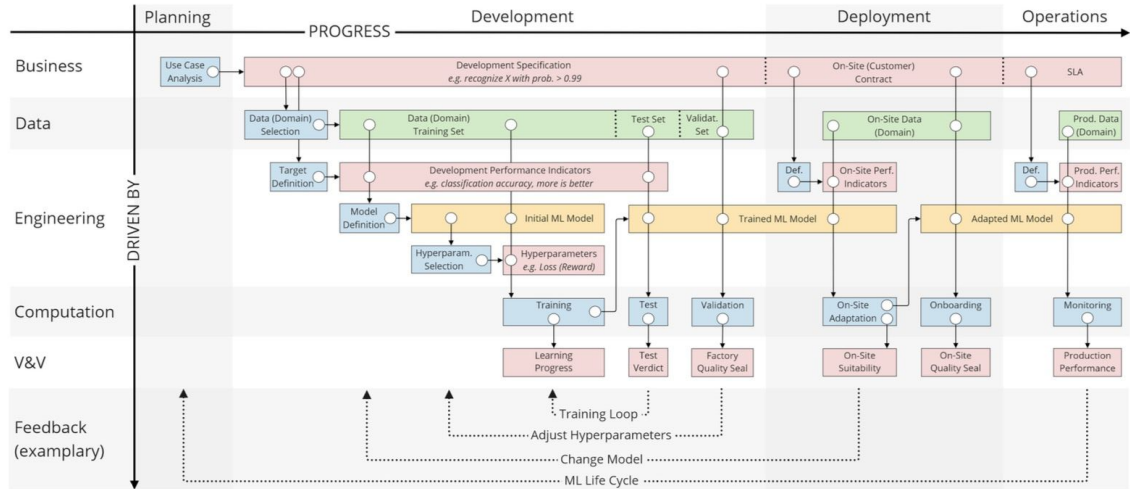 Planning
Development
Deployment
Operations
PROGRESS
DRIVEN BY
Business
Use Case
Analysis
Development Specification
e.g. recognize X with prob. > 0.99
On-Site (Customer)
Contract
SLA
Data
Data (Domain)
Selection
Data (Domain)
Training Set
Test Set
Validat.
Set
On-Site Data
(Domain)
Prod. Data
(Domain)
Engineering
Target
Definition
Development Performance Indicators
e.g. classification accuracy, more is better
Def.
On-Site Perf.
Indicators
Def.
Prod. Perf.
Indicators
Model
Definition
Initial ML Model
Trained ML Model
Adapted ML Model
Hyperparam.
Selection
Hyperparameters
e.g. Loss (Reward)
Computation
Training
Test
Validation
On-Site
Adaptation
Onboarding
Monitoring
V&V
Learning
Progress
Test
Verdict
Factory
Quality Seal
On-Site
Suitability
On-Site
Quality Seal
Production
Performance
Feedback
(examplary)
Training Loop
Adjust Hyperparameters
Change Model
ML Life Cycle